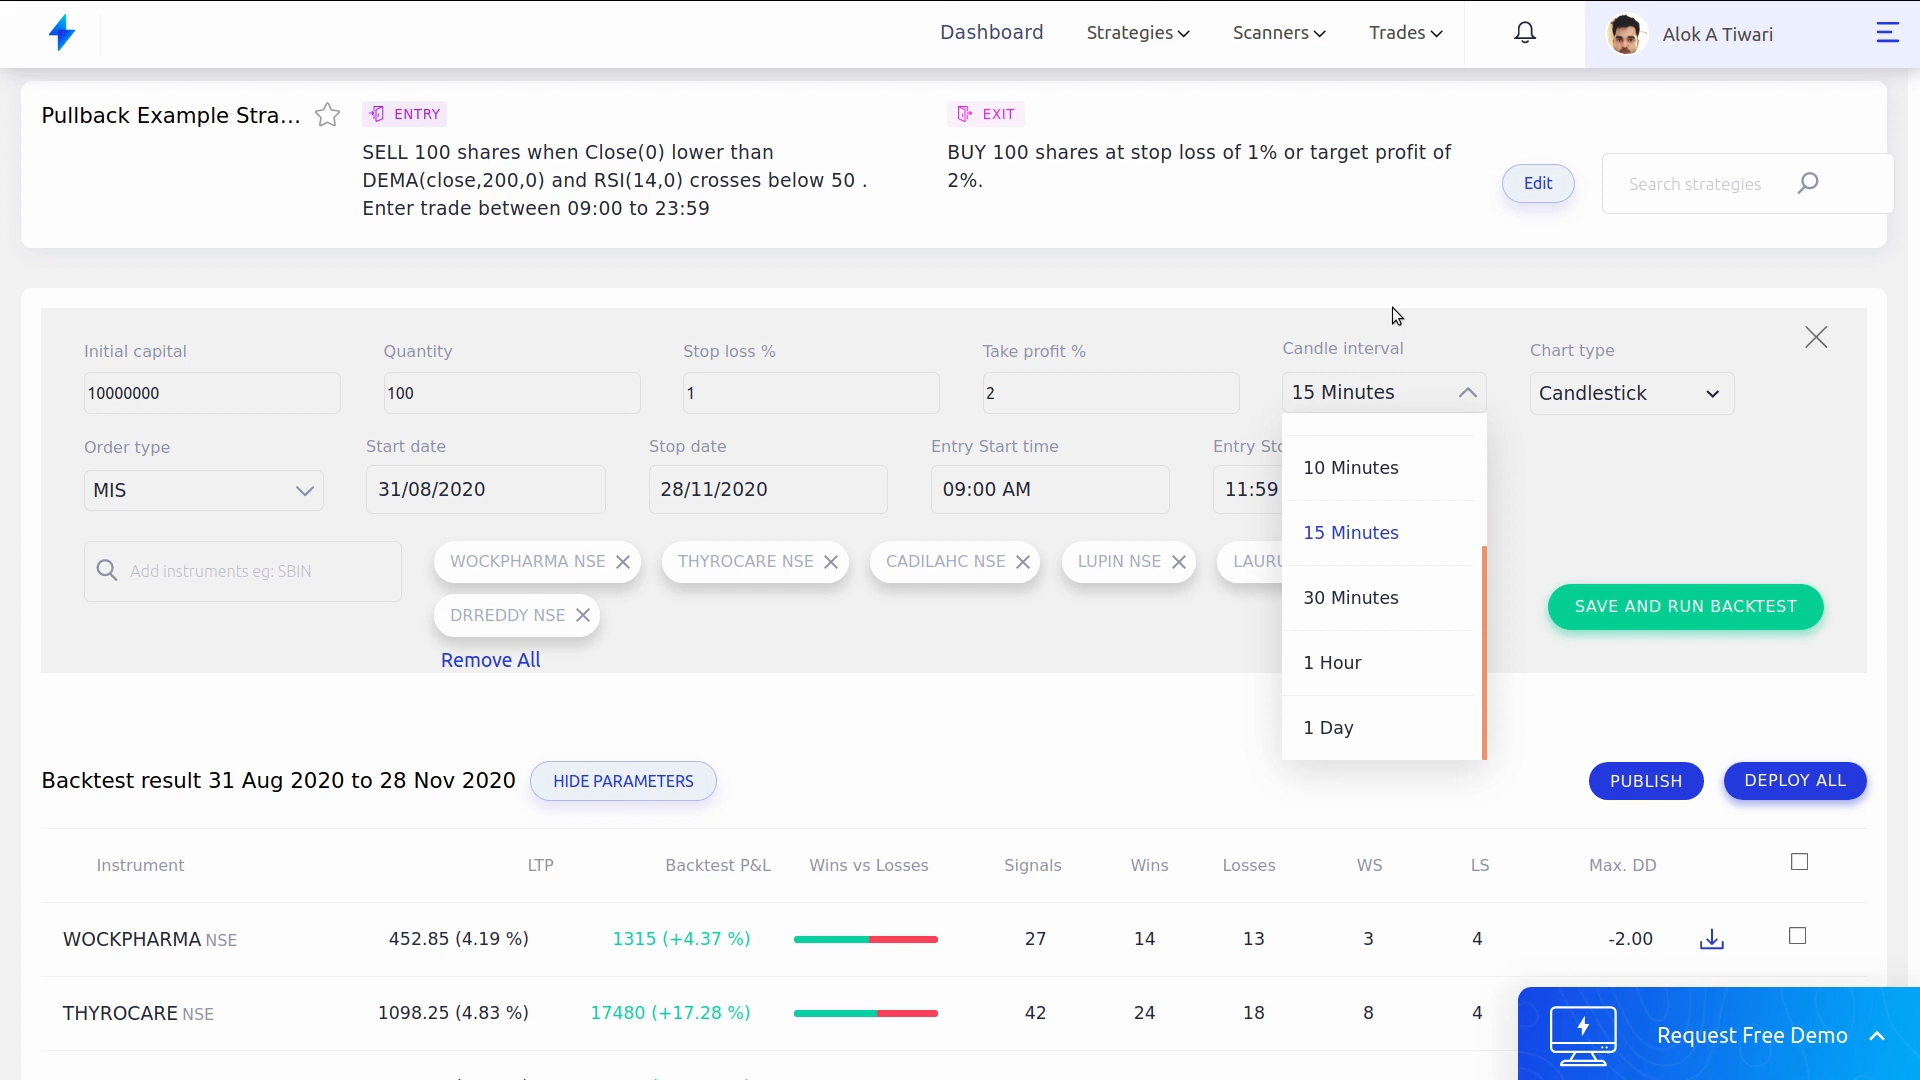 Dashboard Strategies Scanners Trades Alok A Tiwari
Pullback Example Stra... ENTRY EXIT
SELL 100 shares when Close(0) lower than
DEMA(close,200,0) and RSI(14,0) crosses below 50 .
Enter trade between 09:00 to 23:59
BUY 100 shares at stop loss of 1% or target profit of
2%.
Edit Search strategies
Initial capital Quantity Stop loss % Take profit % Candle interval Chart type
10000000 100 1 2 15 Minutes Candlestick
Order type Start date Stop date Entry Start time Entry Sto
MIS 31/08/2020 28/11/2020 09:00 AM 11:59
10 Minutes
15 Minutes
30 Minutes
1 Hour
1 Day
Add instruments eg: SBIN WOCKPHARMA NSE THYROCARE NSE CADILAHC NSE LUPIN NSE LAURU
DRREDDY NSE
Remove All
SAVE AND RUN BACKTEST
Backtest result 31 Aug 2020 to 28 Nov 2020 HIDE PARAMETERS PUBLISH DEPLOY ALL
Instrument LTP Backtest P&L Wins vs Losses Signals Wins Losses WS LS Max. DD
WOCKPHARMA NSE 452.85 (4.19 %) 1315 (+4.37 %) 27 14 13 3 4 -2.00
THYROCARE NSE 1098.25 (4.83 %) 17480 (+17.28 %) 42 24 18 8 4
Request Free Demo